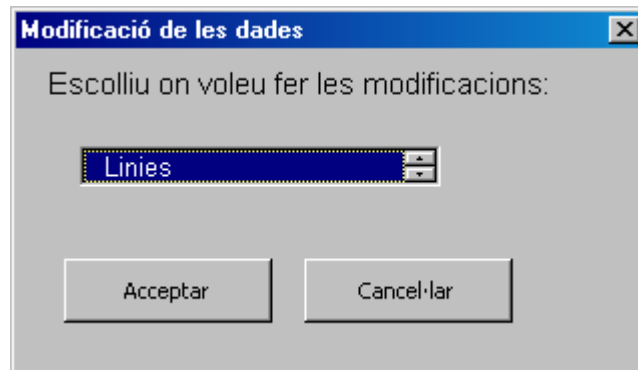 Modificació de les dades
Escolliu on voleu fer les modificacions:
Linies
Acceptar
Cancel·lar